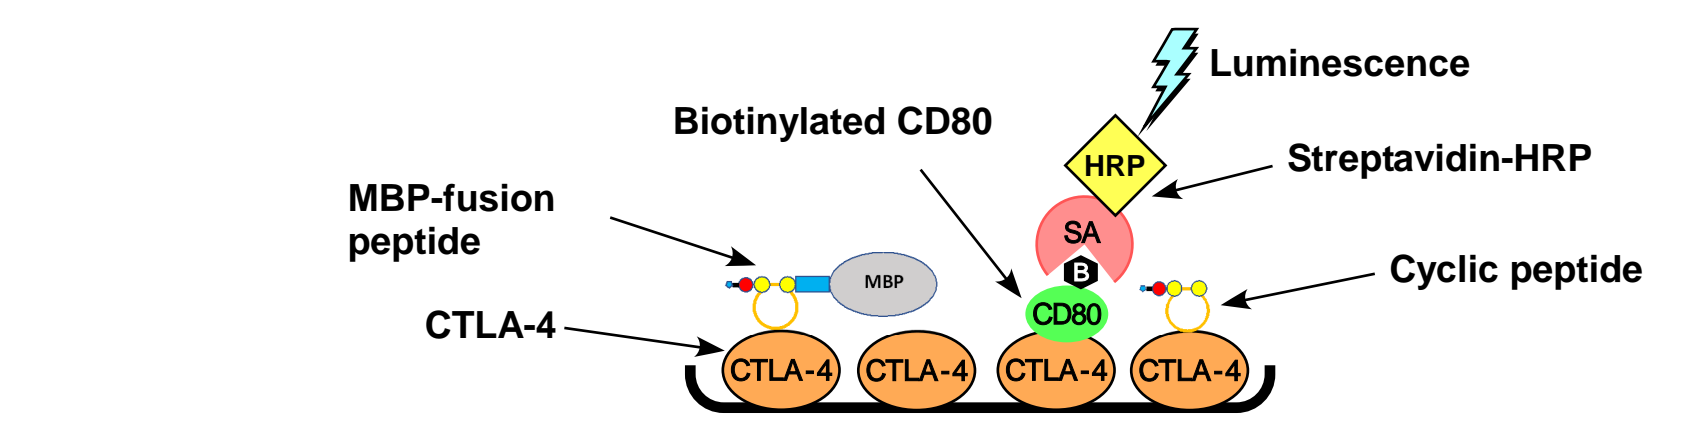 Luminescence
Biotinylated CD80
HRP
Streptavidin-HRP
MBP-fusion
peptide
SA
B
Cyclic peptide
MBP
CD80
CTLA-4
CTLA-4
CTLA-4
CTLA-4
CTLA-4